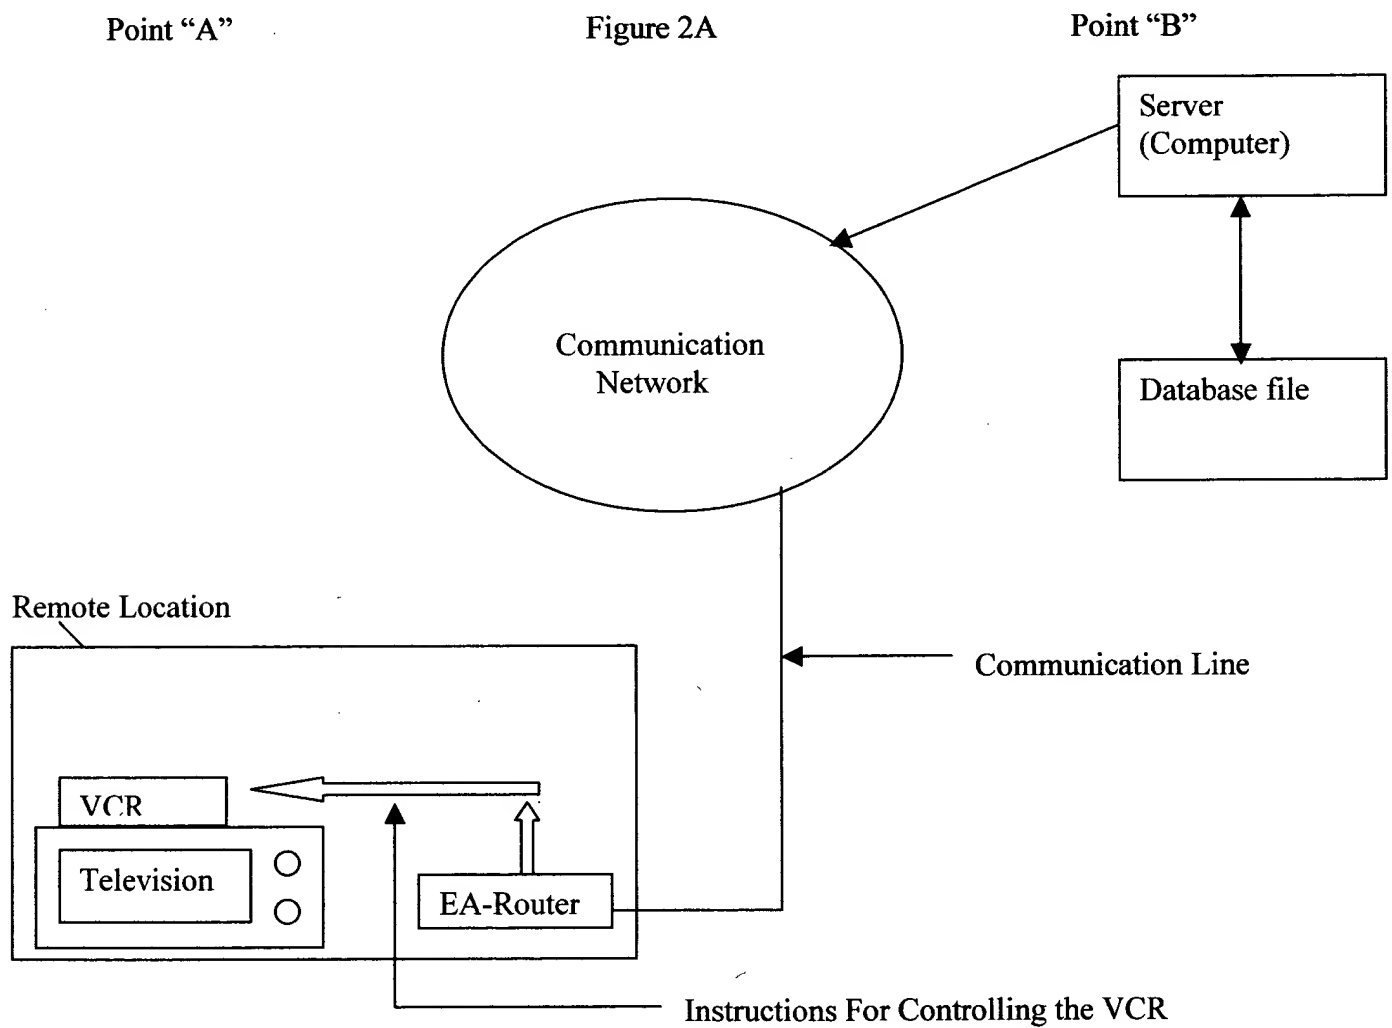 Point “A”
Figure 2A
Point “B”
Server
(Computer)
Communication
Network
Database file
Remote Location
Communication Line
VCR
Television
EA-Router
Instructions For Controlling the VCR